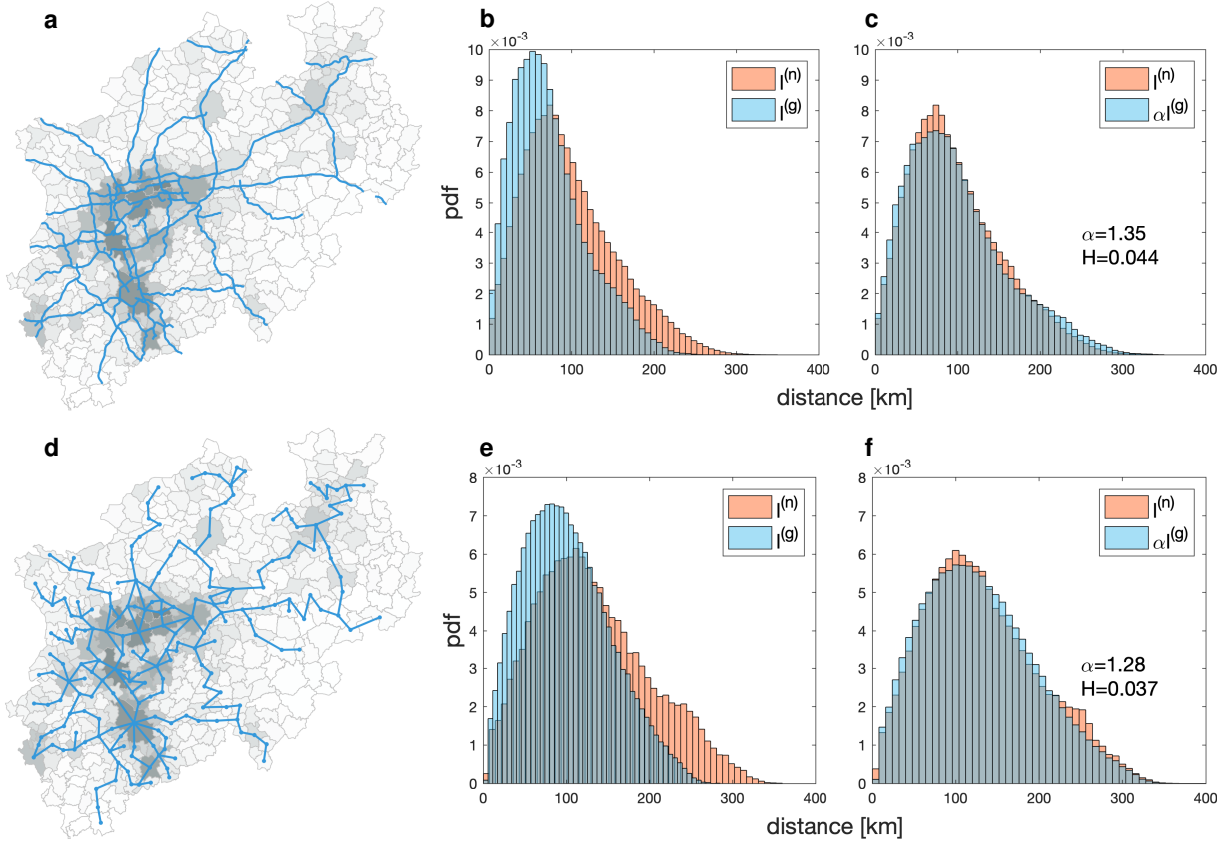 a
b
×10⁻³
10
9
8
7
6
5
4
3
2
1
0
pdf
l⁽ⁿ⁾
l⁽ᵍ⁾
0
100
200
300
400
c
×10⁻³
10
9
8
7
6
5
4
3
2
1
0
l⁽ⁿ⁾
αl⁽ᵍ⁾
α=1.35
H=0.044
0
100
200
300
400
distance [km]
d
e
×10⁻³
8
7
6
5
4
3
2
1
0
pdf
l⁽ⁿ⁾
l⁽ᵍ⁾
0
100
200
300
400
f
×10⁻³
8
7
6
5
4
3
2
1
0
l⁽ⁿ⁾
αl⁽ᵍ⁾
α=1.28
H=0.037
0
100
200
300
400
distance [km]